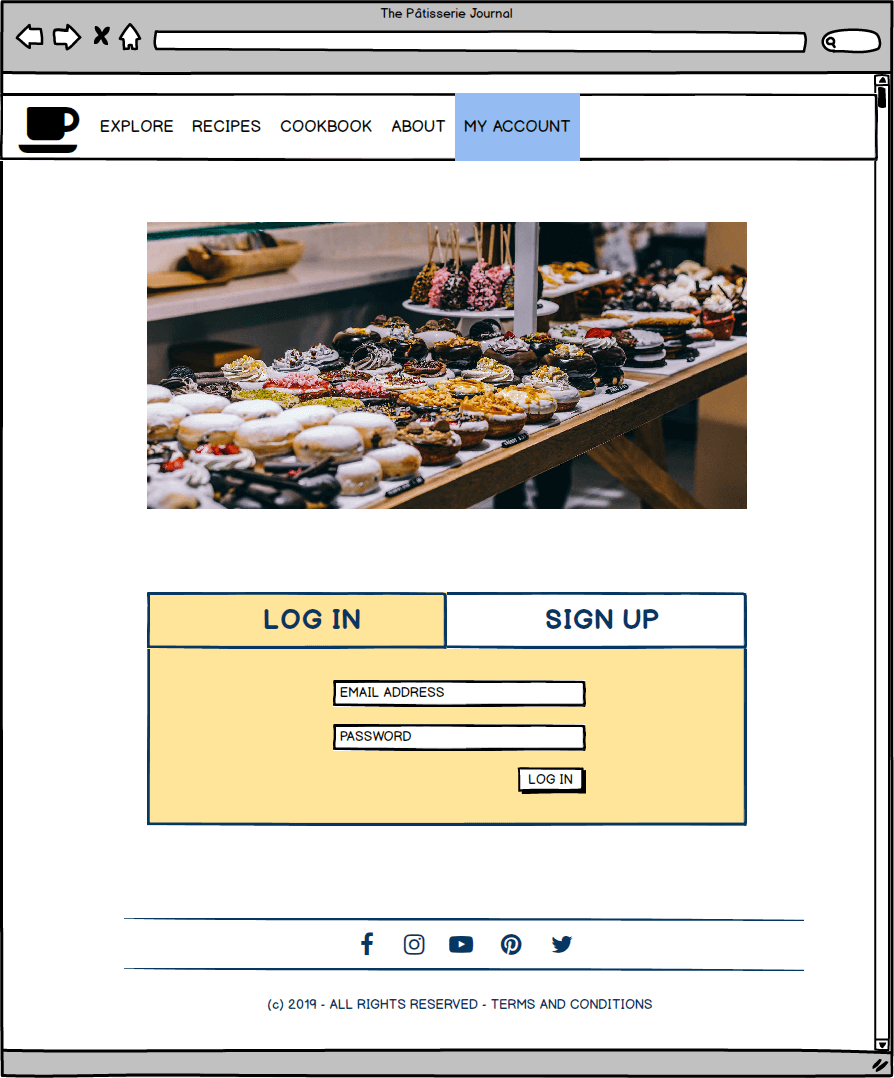 The Pâtisserie Journal
EXPLORE RECIPES COOKBOOK ABOUT MY ACCOUNT
LOG IN SIGN UP
EMAIL ADDRESS
PASSWORD
LOG IN
(c) 2019 - ALL RIGHTS RESERVED - TERMS AND CONDITIONS